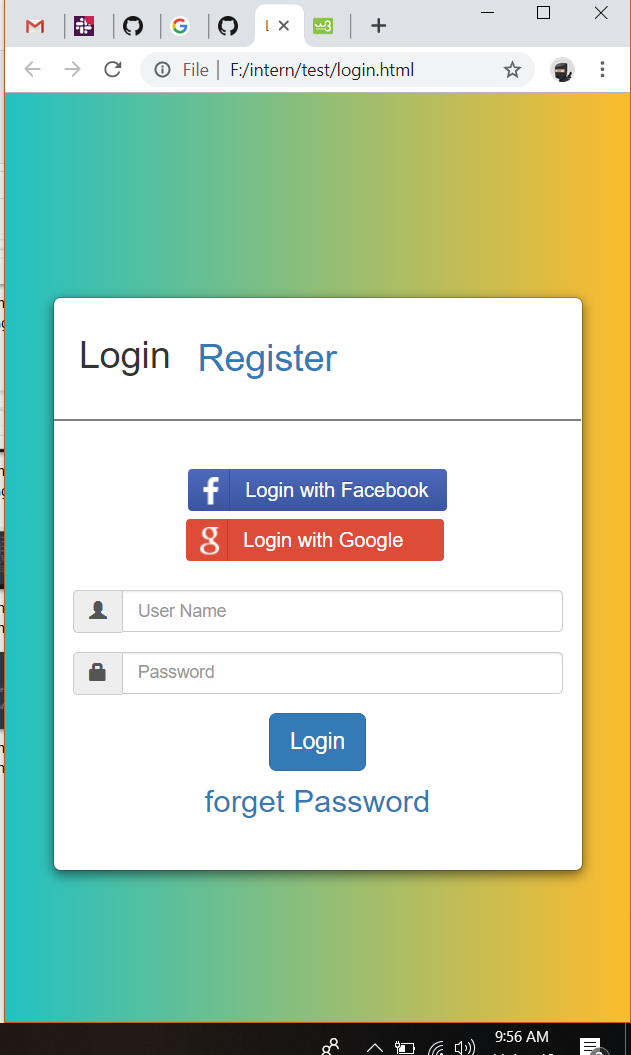 File | F:/intern/test/login.html
Login Register
Login with Facebook
Login with Google
User Name
Password
Login
forget Password
9:56 AM